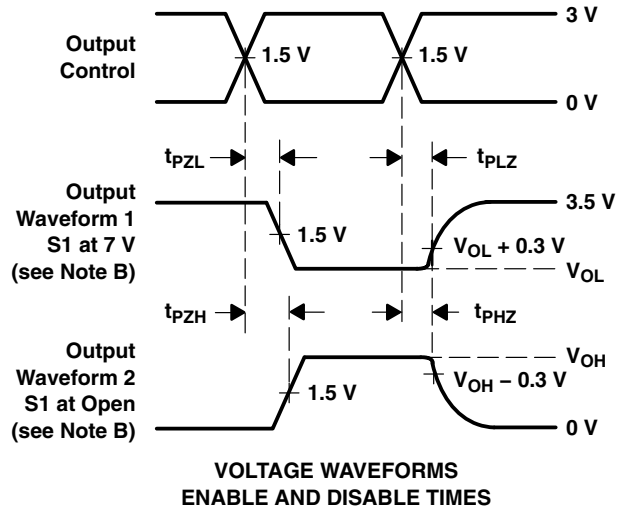 3 V
Output
Control
1.5 V
1.5 V
0 V
tPZL
tPLZ
Output
Waveform 1
S1 at 7 V
(see Note B)
3.5 V
1.5 V
VOL + 0.3 V
VOL
tPZH
tPHZ
Output
Waveform 2
S1 at Open
(see Note B)
VOH
VOH − 0.3 V
1.5 V
0 V
VOLTAGE WAVEFORMS
ENABLE AND DISABLE TIMES